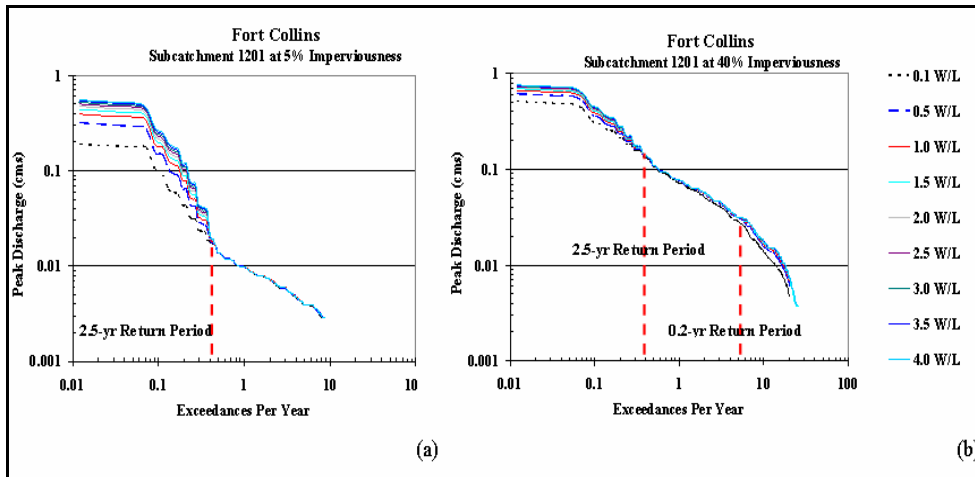 Fort Collins
Subcatchment 1201 at 5% Imperviousness
1
0.1
0.01
0.001
Peak Discharge (cms)
2.5-yr Return Period
0.01
0.1
1
10
10
Exceedances Per Year
(a)
Fort Collins
Subcatchment 1201 at 40% Imperviousness
1
0.1
0.01
0.001
Peak Discharge (cms)
2.5-yr Return Period
0.2-yr Return Period
0.01
0.1
1
10
100
Exceedances Per Year
(b)
0.1 W/L
0.5 W/L
1.0 W/L
1.5 W/L
2.0 W/L
2.5 W/L
3.0 W/L
3.5 W/L
4.0 W/L